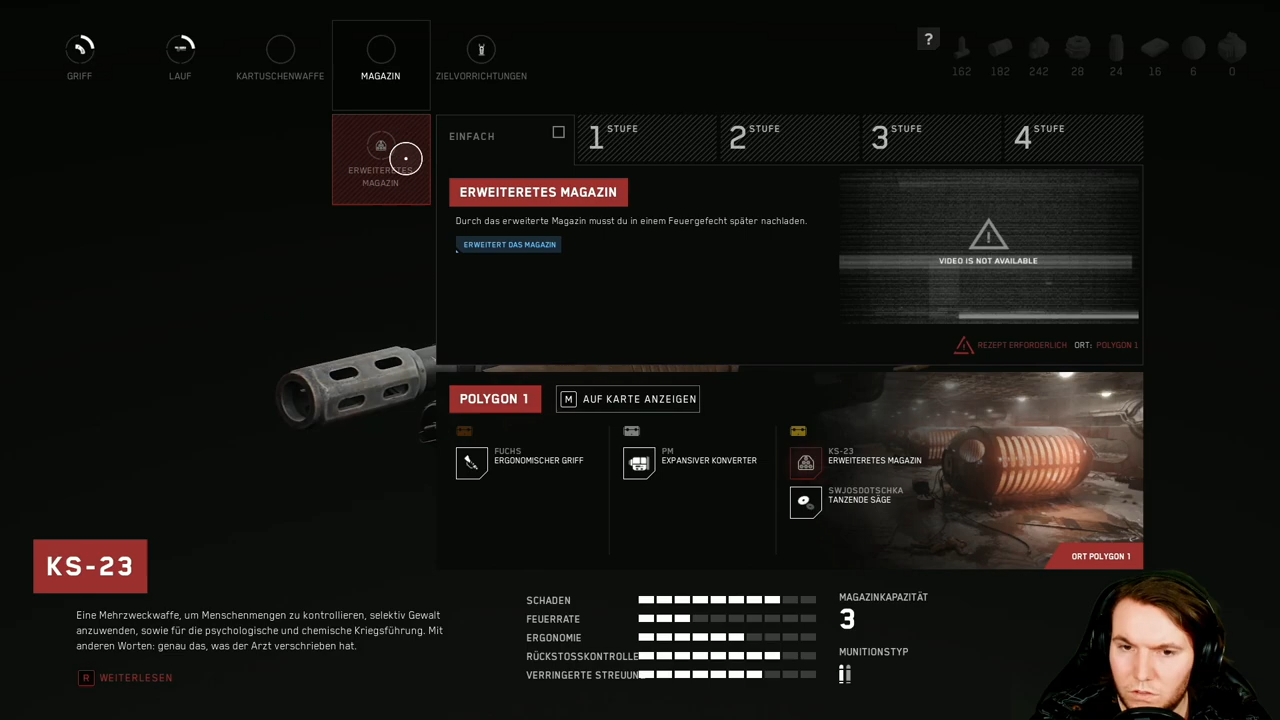 GRIFF
LAUF
KARTUSCHENWAFFE
MAGAZIN
ZIELVORRICHTUNGEN
?
162 182 242 28 24 16 6 0
ERWEITERTES
MAGAZIN
EINFACH
1 STUFE
2 STUFE
3 STUFE
4 STUFE
ERWEITERETES MAGAZIN
Durch das erweiterte Magazin musst du in einem Feuergefecht später nachladen.
ERWEITERT DAS MAGAZIN
VIDEO IS NOT AVAILABLE
REZEPT ERFORDERLICH ORT: POLYGON 1
POLYGON 1
M AUF KARTE ANZEIGEN
FUCHS
ERGONOMISCHER GRIFF
PM
EXPANSIVER KONVERTER
KS-23
ERWEITERETES MAGAZIN
SWJOSDOTSCHKA
TANZENDE SÄGE
ORT POLYGON 1
KS-23
Eine Mehrzweckwaffe, um Menschenmengen zu kontrollieren, selektiv Gewalt
anzuwenden, sowie für die psychologische und chemische Kriegsführung. Mit
anderen Worten: genau das, was der Arzt verschrieben hat.
R WEITERLESEN
SCHADEN
FEUERRATE
ERGONOMIE
RÜCKSTOSSKONTROLLE
VERRINGERTE STREUUNG
MAGAZINKAPAZITÄT
3
MUNITIONSTYP